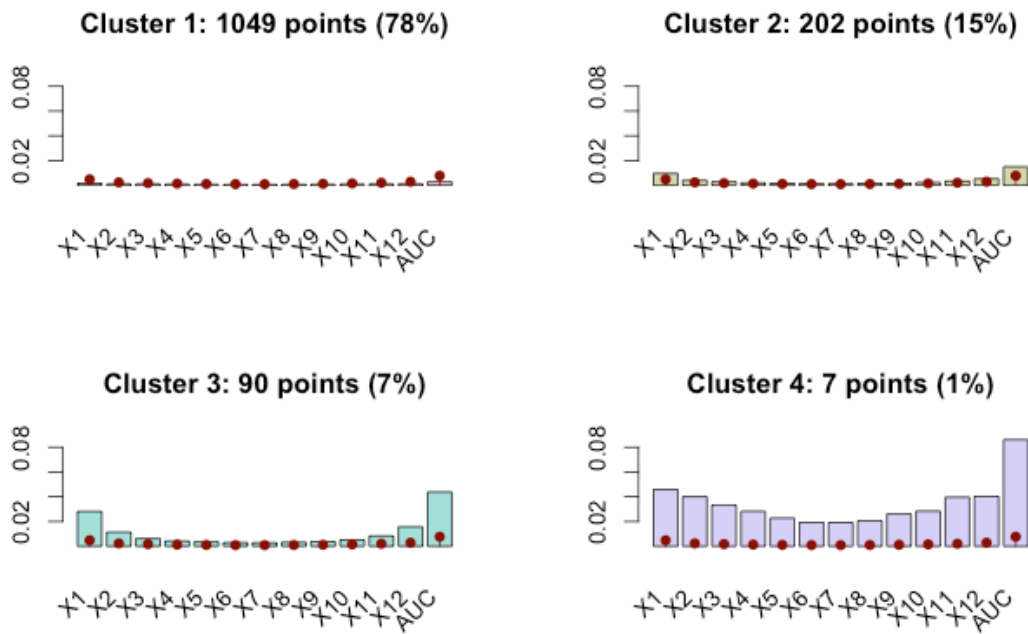 Cluster 1: 1049 points (78%)
0.08
0.02
X1 X2 X3 X4 X5 X6 X7 X8 X9 X10 X11 X12 AUC
Cluster 2: 202 points (15%)
0.08
0.02
X1 X2 X3 X4 X5 X6 X7 X8 X9 X10 X11 X12 AUC
Cluster 3: 90 points (7%)
0.08
0.02
X1 X2 X3 X4 X5 X6 X7 X8 X9 X10 X11 X12 AUC
Cluster 4: 7 points (1%)
0.08
0.02
X1 X2 X3 X4 X5 X6 X7 X8 X9 X10 X11 X12 AUC